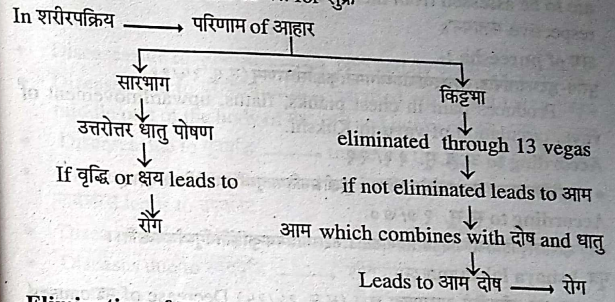 In शरीरपक्रिय → परिणाम of आहार
सारभाग
किट्टभा
उत्तरोत्तर धातु पोषण
eliminated through 13 vegas
If वृद्धि or क्षय leads to
if not eliminated leads to आम
रोग
आम which combines with दोष and धातु
Leads to आम दोष → रोग